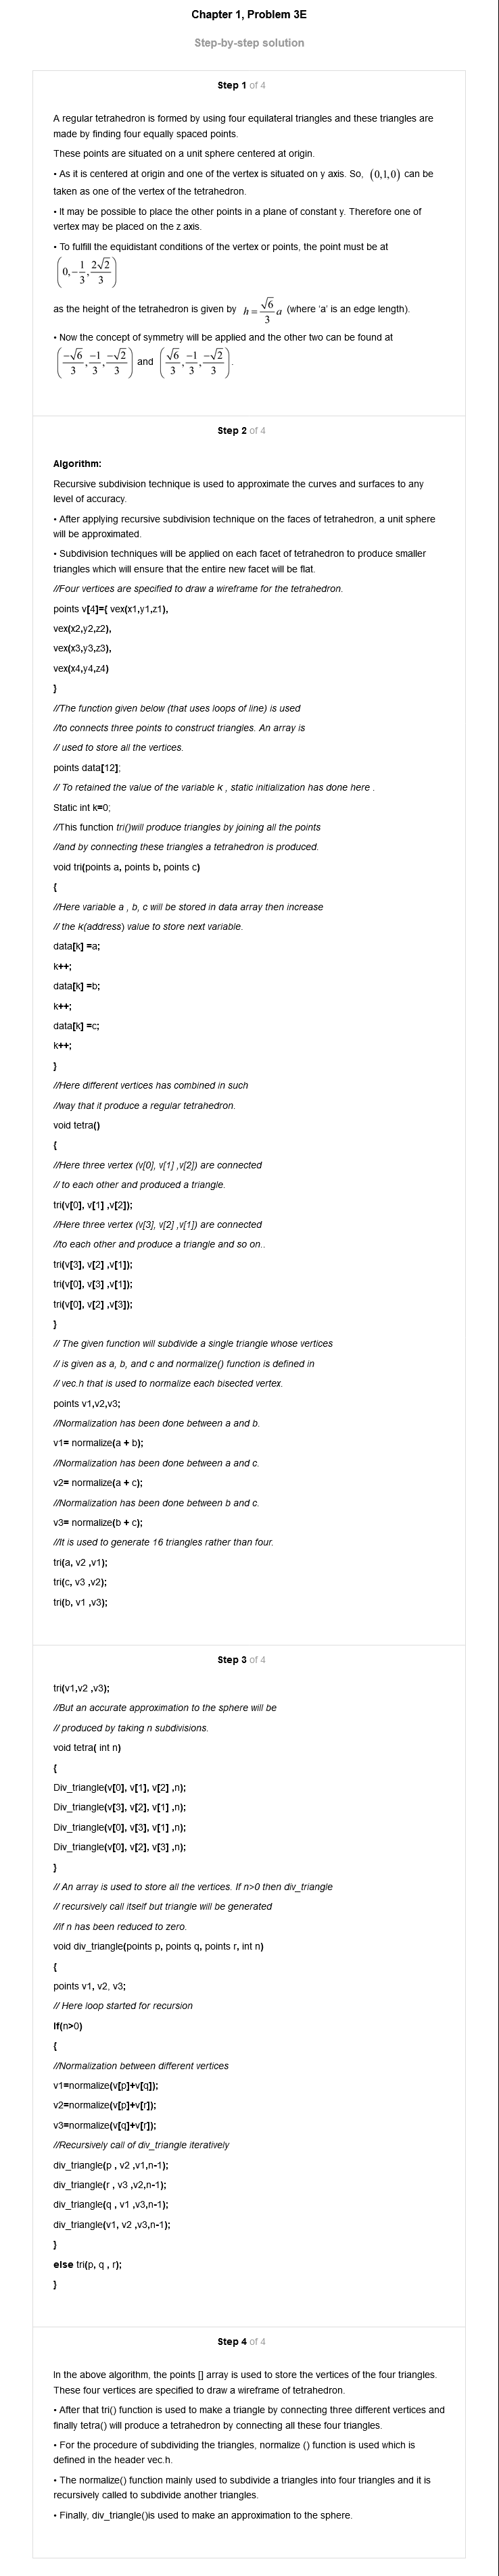 Chapter 1, Problem 3E
Step-by-step solution
Step 1 of 4
A regular tetrahedron is formed by using four equilateral triangles and these triangles are
made by finding four equally spaced points.
These points are situated on a unit sphere centered at origin.
• As it is centered at origin and one of the vertex is situated on y axis. So, (0,1,0) can be
taken as one of the vertex of the tetrahedron.
• It may be possible to place the other points in a plane of constant y. Therefore one of
vertex may be placed on the z axis.
• To fulfill the equidistant conditions of the vertex or points, the point must be at
(0, -1/3, 2√2/3)
as the height of the tetrahedron is given by h = √6/3 a (where 'a' is an edge length).
• Now the concept of symmetry will be applied and the other two can be found at
(-√6/3, -1/3, -√2/3) and (√6/3, -1/3, -√2/3).
Step 2 of 4
Algorithm:
Recursive subdivision technique is used to approximate the curves and surfaces to any
level of accuracy.
• After applying recursive subdivision technique on the faces of tetrahedron, a unit sphere
will be approximated.
• Subdivision techniques will be applied on each facet of tetrahedron to produce smaller
triangles which will ensure that the entire new facet will be flat.
//Four vertices are specified to draw a wireframe for the tetrahedron.
points v[4]={ vex(x1,y1,z1),
vex(x2,y2,z2),
vex(x3,y3,z3),
vex(x4,y4,z4)
}
//The function given below (that uses loops of line) is used
//to connects three points to construct triangles. An array is
// used to store all the vertices.
points data[12];
// To retained the value of the variable k , static initialization has done here .
Static int k=0;
//This function tri()will produce triangles by joining all the points
//and by connecting these triangles a tetrahedron is produced.
void tri(points a, points b, points c)
{
//Here variable a , b, c will be stored in data array then increase
// the k(address) value to store next variable.
data[k] =a;
k++;
data[k] =b;
k++;
data[k] =c;
k++;
}
//Here different vertices has combined in such
//way that it produce a regular tetrahedron.
void tetra()
{
//Here three vertex (v[0], v[1] ,v[2]) are connected
// to each other and produced a triangle.
tri(v[0], v[1] ,v[2]);
//Here three vertex (v[3], v[2] ,v[1]) are connected
//to each other and produce a triangle and so on..
tri(v[3], v[2] ,v[1]);
tri(v[0], v[3] ,v[1]);
tri(v[0], v[2] ,v[3]);
}
// The given function will subdivide a single triangle whose vertices
// is given as a, b, and c and normalize() function is defined in
// vec.h that is used to normalize each bisected vertex.
points v1,v2,v3;
//Normalization has been done between a and b.
v1= normalize(a + b);
//Normalization has been done between a and c.
v2= normalize(a + c);
//Normalization has been done between b and c.
v3= normalize(b + c);
//It is used to generate 16 triangles rather than four.
tri(a, v2 ,v1);
tri(c, v3 ,v2);
tri(b, v1 ,v3);
Step 3 of 4
tri(v1,v2 ,v3);
//But an accurate approximation to the sphere will be
// produced by taking n subdivisions.
void tetra( int n)
{
Div_triangle(v[0], v[1], v[2] ,n);
Div_triangle(v[3], v[2], v[1] ,n);
Div_triangle(v[0], v[3], v[1] ,n);
Div_triangle(v[0], v[2], v[3] ,n);
}
// An array is used to store all the vertices. If n>0 then div_triangle
// recursively call itself but triangle will be generated
//if n has been reduced to zero.
void div_triangle(points p, points q, points r, int n)
{
points v1, v2, v3;
// Here loop started for recursion
If(n>0)
{
//Normalization between different vertices
v1=normalize(v[p]+v[q]);
v2=normalize(v[p]+v[r]);
v3=normalize(v[q]+v[r]);
//Recursively call of div_triangle iteratively
div_triangle(p , v2 ,v1,n-1);
div_triangle(r , v3 ,v2,n-1);
div_triangle(q , v1 ,v3,n-1);
div_triangle(v1, v2 ,v3,n-1);
}
else tri(p, q , r);
}
Step 4 of 4
In the above algorithm, the points [] array is used to store the vertices of the four triangles.
These four vertices are specified to draw a wireframe of tetrahedron.
• After that tri() function is used to make a triangle by connecting three different vertices and
finally tetra() will produce a tetrahedron by connecting all these four triangles.
• For the procedure of subdividing the triangles, normalize () function is used which is
defined in the header vec.h.
• The normalize() function mainly used to subdivide a triangles into four triangles and it is
recursively called to subdivide another triangles.
• Finally, div_triangle()is used to make an approximation to the sphere.